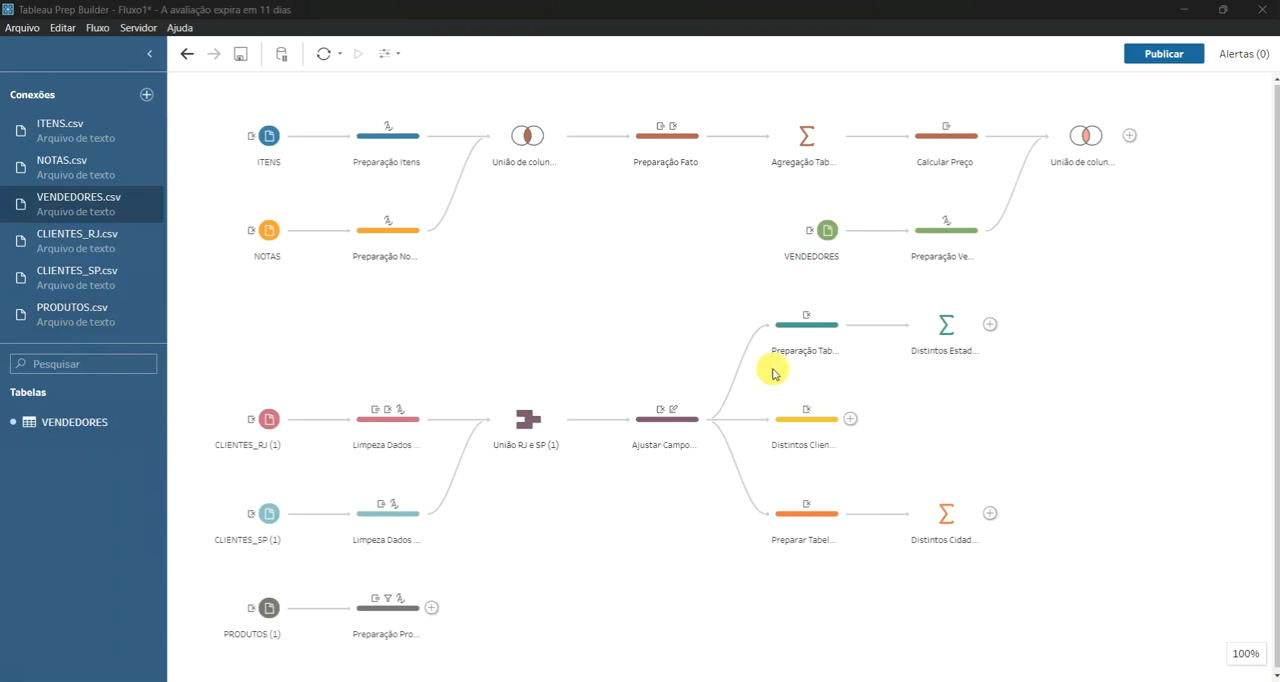 Tableau Prep Builder - Fluxo1* - A avaliação expira em 11 dias
Arquivo Editar Fluxo Servidor Ajuda
Publicar
Alertas (0)
Conexões
ITENS.csv
Arquivo de texto
NOTAS.csv
Arquivo de texto
VENDEDORES.csv
Arquivo de texto
CLIENTES_RJ.csv
Arquivo de texto
CLIENTES_SP.csv
Arquivo de texto
PRODUTOS.csv
Arquivo de texto
Pesquisar
Tabelas
VENDEDORES
ITENS
Preparação Itens
União de colun...
Preparação Fato
Agregação Tab...
Calcular Preço
União de colun...
NOTAS
Preparação No...
VENDEDORES
Preparação Ve...
Preparação Tab...
Distintos Estad...
CLIENTES_RJ (1)
Limpeza Dados ...
União RJ e SP (1)
Ajustar Campo...
Distintos Clien...
CLIENTES_SP (1)
Limpeza Dados ...
Preparar Tabel...
Distintos Cidad...
PRODUTOS (1)
Preparação Pro...
100%